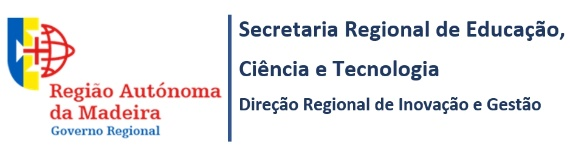 Região Autónoma
da Madeira
Governo Regional
Secretaria Regional de Educação,
Ciência e Tecnologia
Direção Regional de Inovação e Gestão